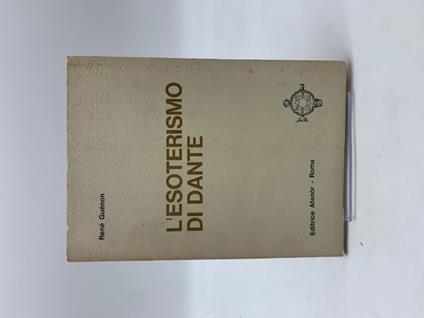 René Guénon
L'ESOTERISMO
DI DANTE
Editrice Atanòr - Roma